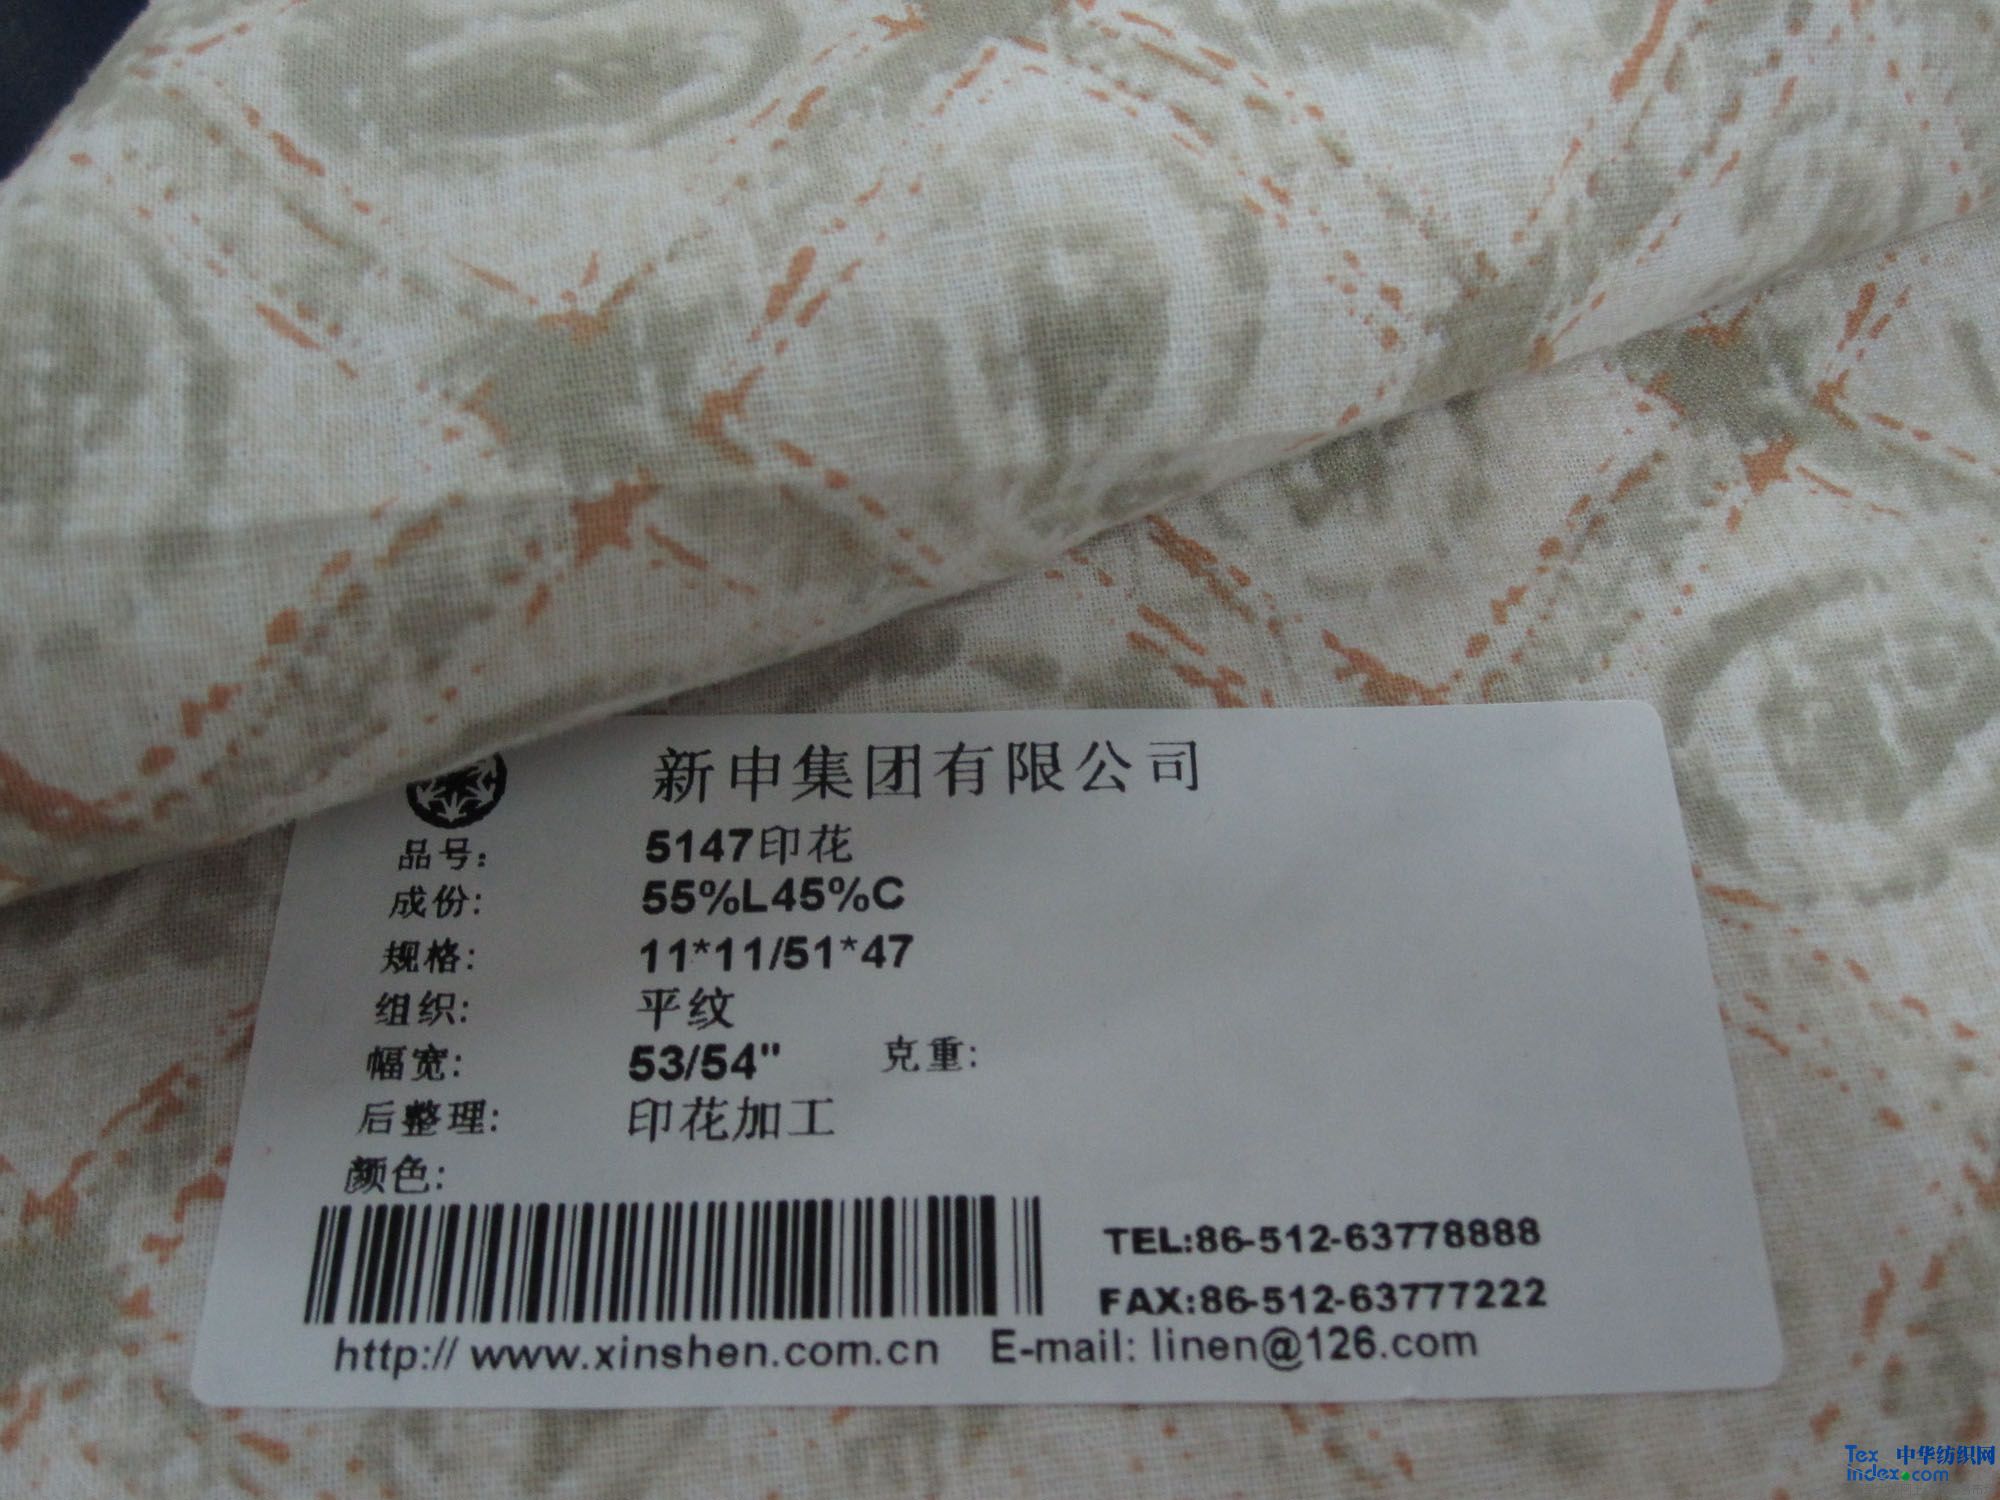 新申集团有限公司
品号: 5147印花
成份: 55%L45%C
规格: 11*11/51*47
组织: 平纹
幅宽: 53/54" 克重:
后整理: 印花加工
颜色:
TEL:86-512-63778888
FAX:86-512-63777222
http:// www.xinshen.com.cn E-mail: linen@126.com
Tex 中华纺织网
index.com